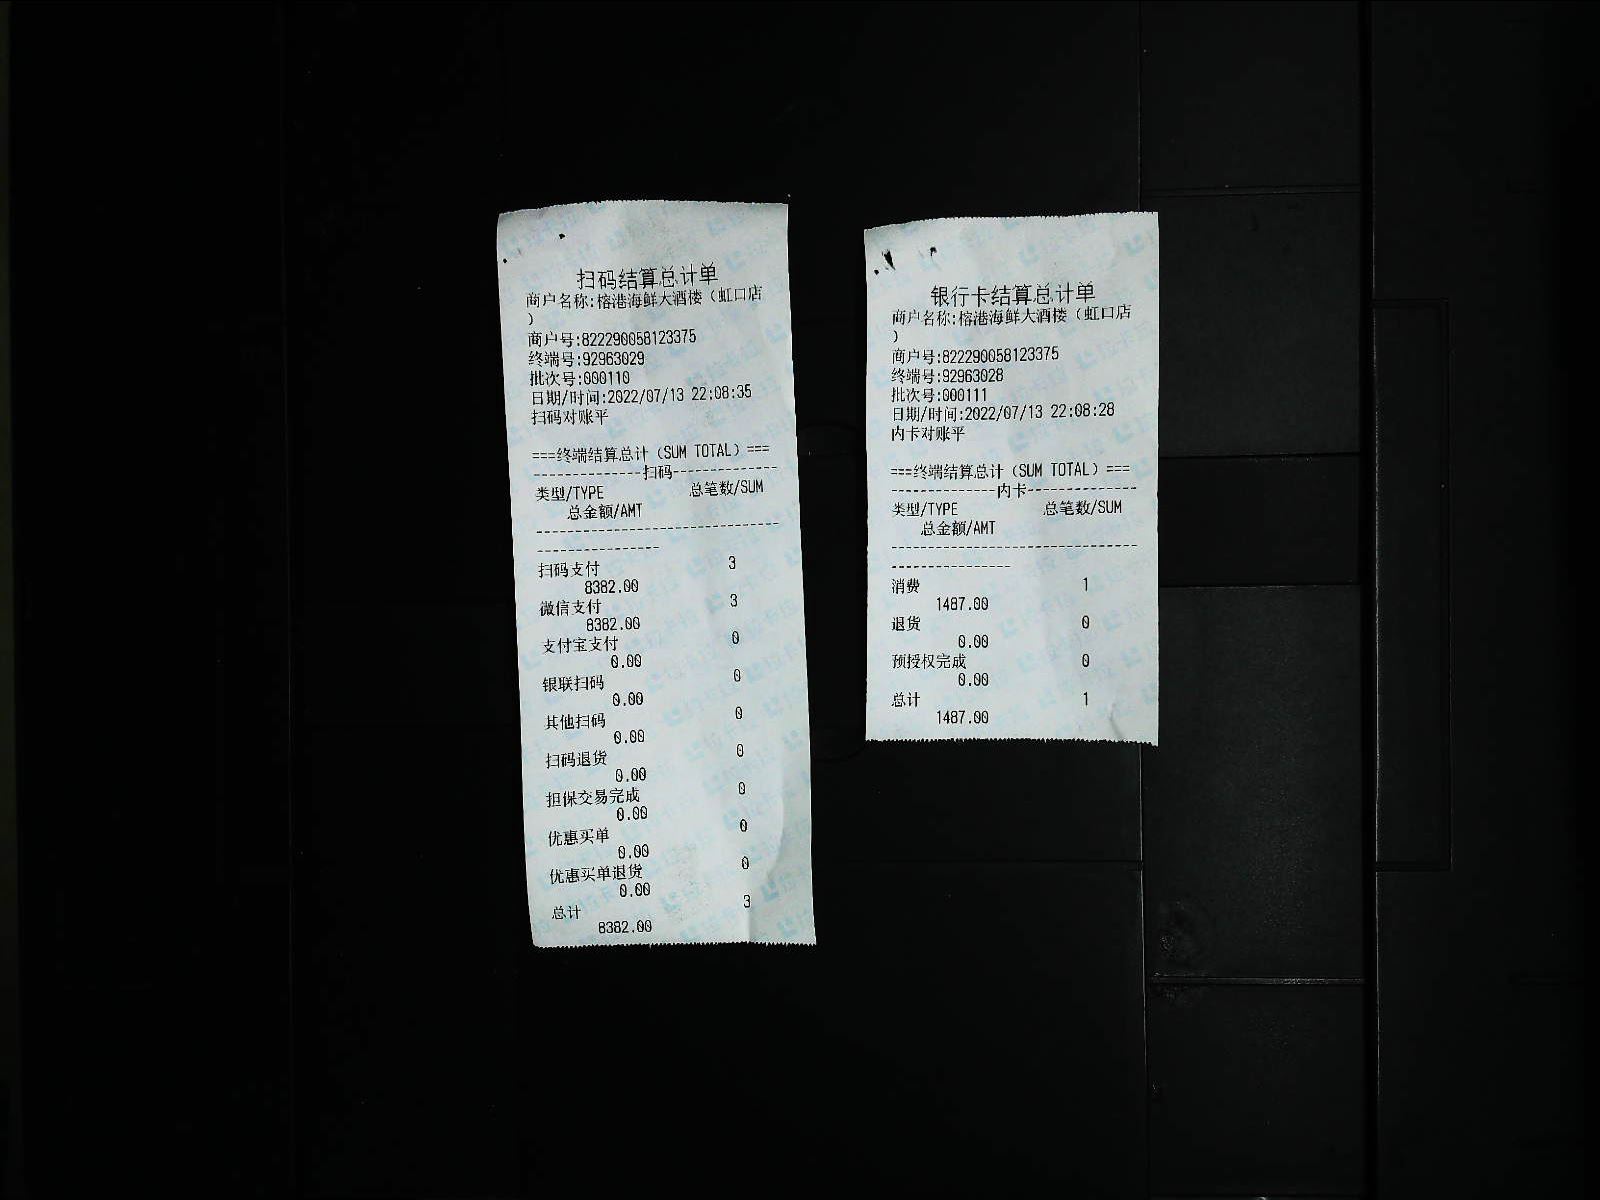 扫码结算总计单
商户名称:榕港海鲜大酒楼（虹口店
）
商户号:822290058123375
终端号:92963029
批次号:000110
日期/时间:2022/07/13 22:08:35
扫码对账平
===终端结算总计（SUM TOTAL）===
--------------扫码--------------
类型/TYPE 总笔数/SUM
总金额/AMT
--------------------------------
----------------
扫码支付 3
8382.00
微信支付 3
8382.00
支付宝支付 0
0.00
银联扫码 0
0.00
其他扫码 0
0.00
扫码退货 0
0.00
担保交易完成 0
0.00
优惠买单 0
0.00
优惠买单退货 0
0.00
总计 3
8382.00
银行卡结算总计单
商户名称:榕港海鲜大酒楼（虹口店
）
商户号:822290058123375
终端号:92963028
批次号:000111
日期/时间:2022/07/13 22:08:28
内卡对账平
===终端结算总计（SUM TOTAL）===
--------------内卡--------------
类型/TYPE 总笔数/SUM
总金额/AMT
--------------------------------
----------------
消费 1
1487.00
退货 0
0.00
预授权完成 0
0.00
总计 1
1487.00